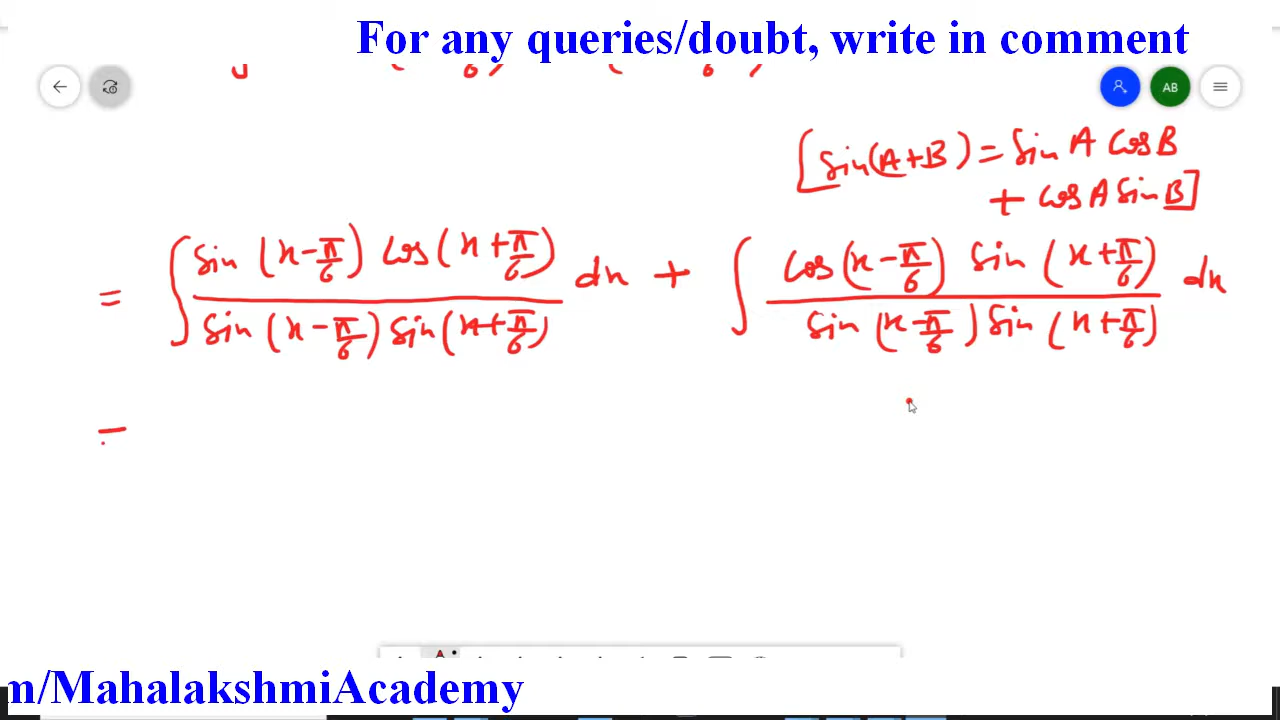 For any queries/doubt, write in comment
AB
[sin(A+B) = sin A cos B
+ cos A sin B]
= ∫ sin (x-π/6) cos (x+π/6) / sin (x-π/6) sin (x+π/6) dx + ∫ cos (x-π/6) sin (x+π/6) / sin (x-π/6) sin (x+π/6) dx
=
m/MahalakshmiAcademy